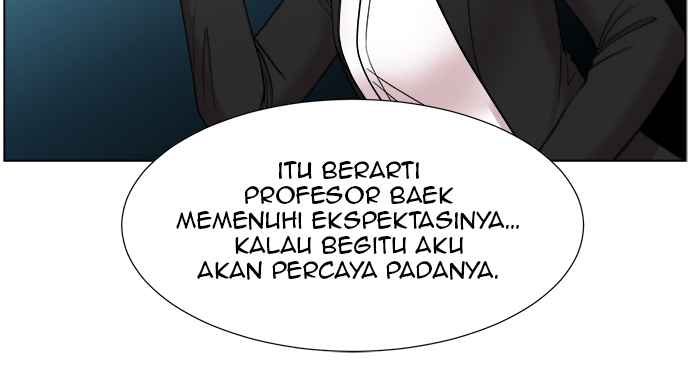 ITU BERARTI
PROFESOR BAEK
MEMENUHI EKSPEKTASINYA...
KALAU BEGITU AKU
AKAN PERCAYA PADANYA.